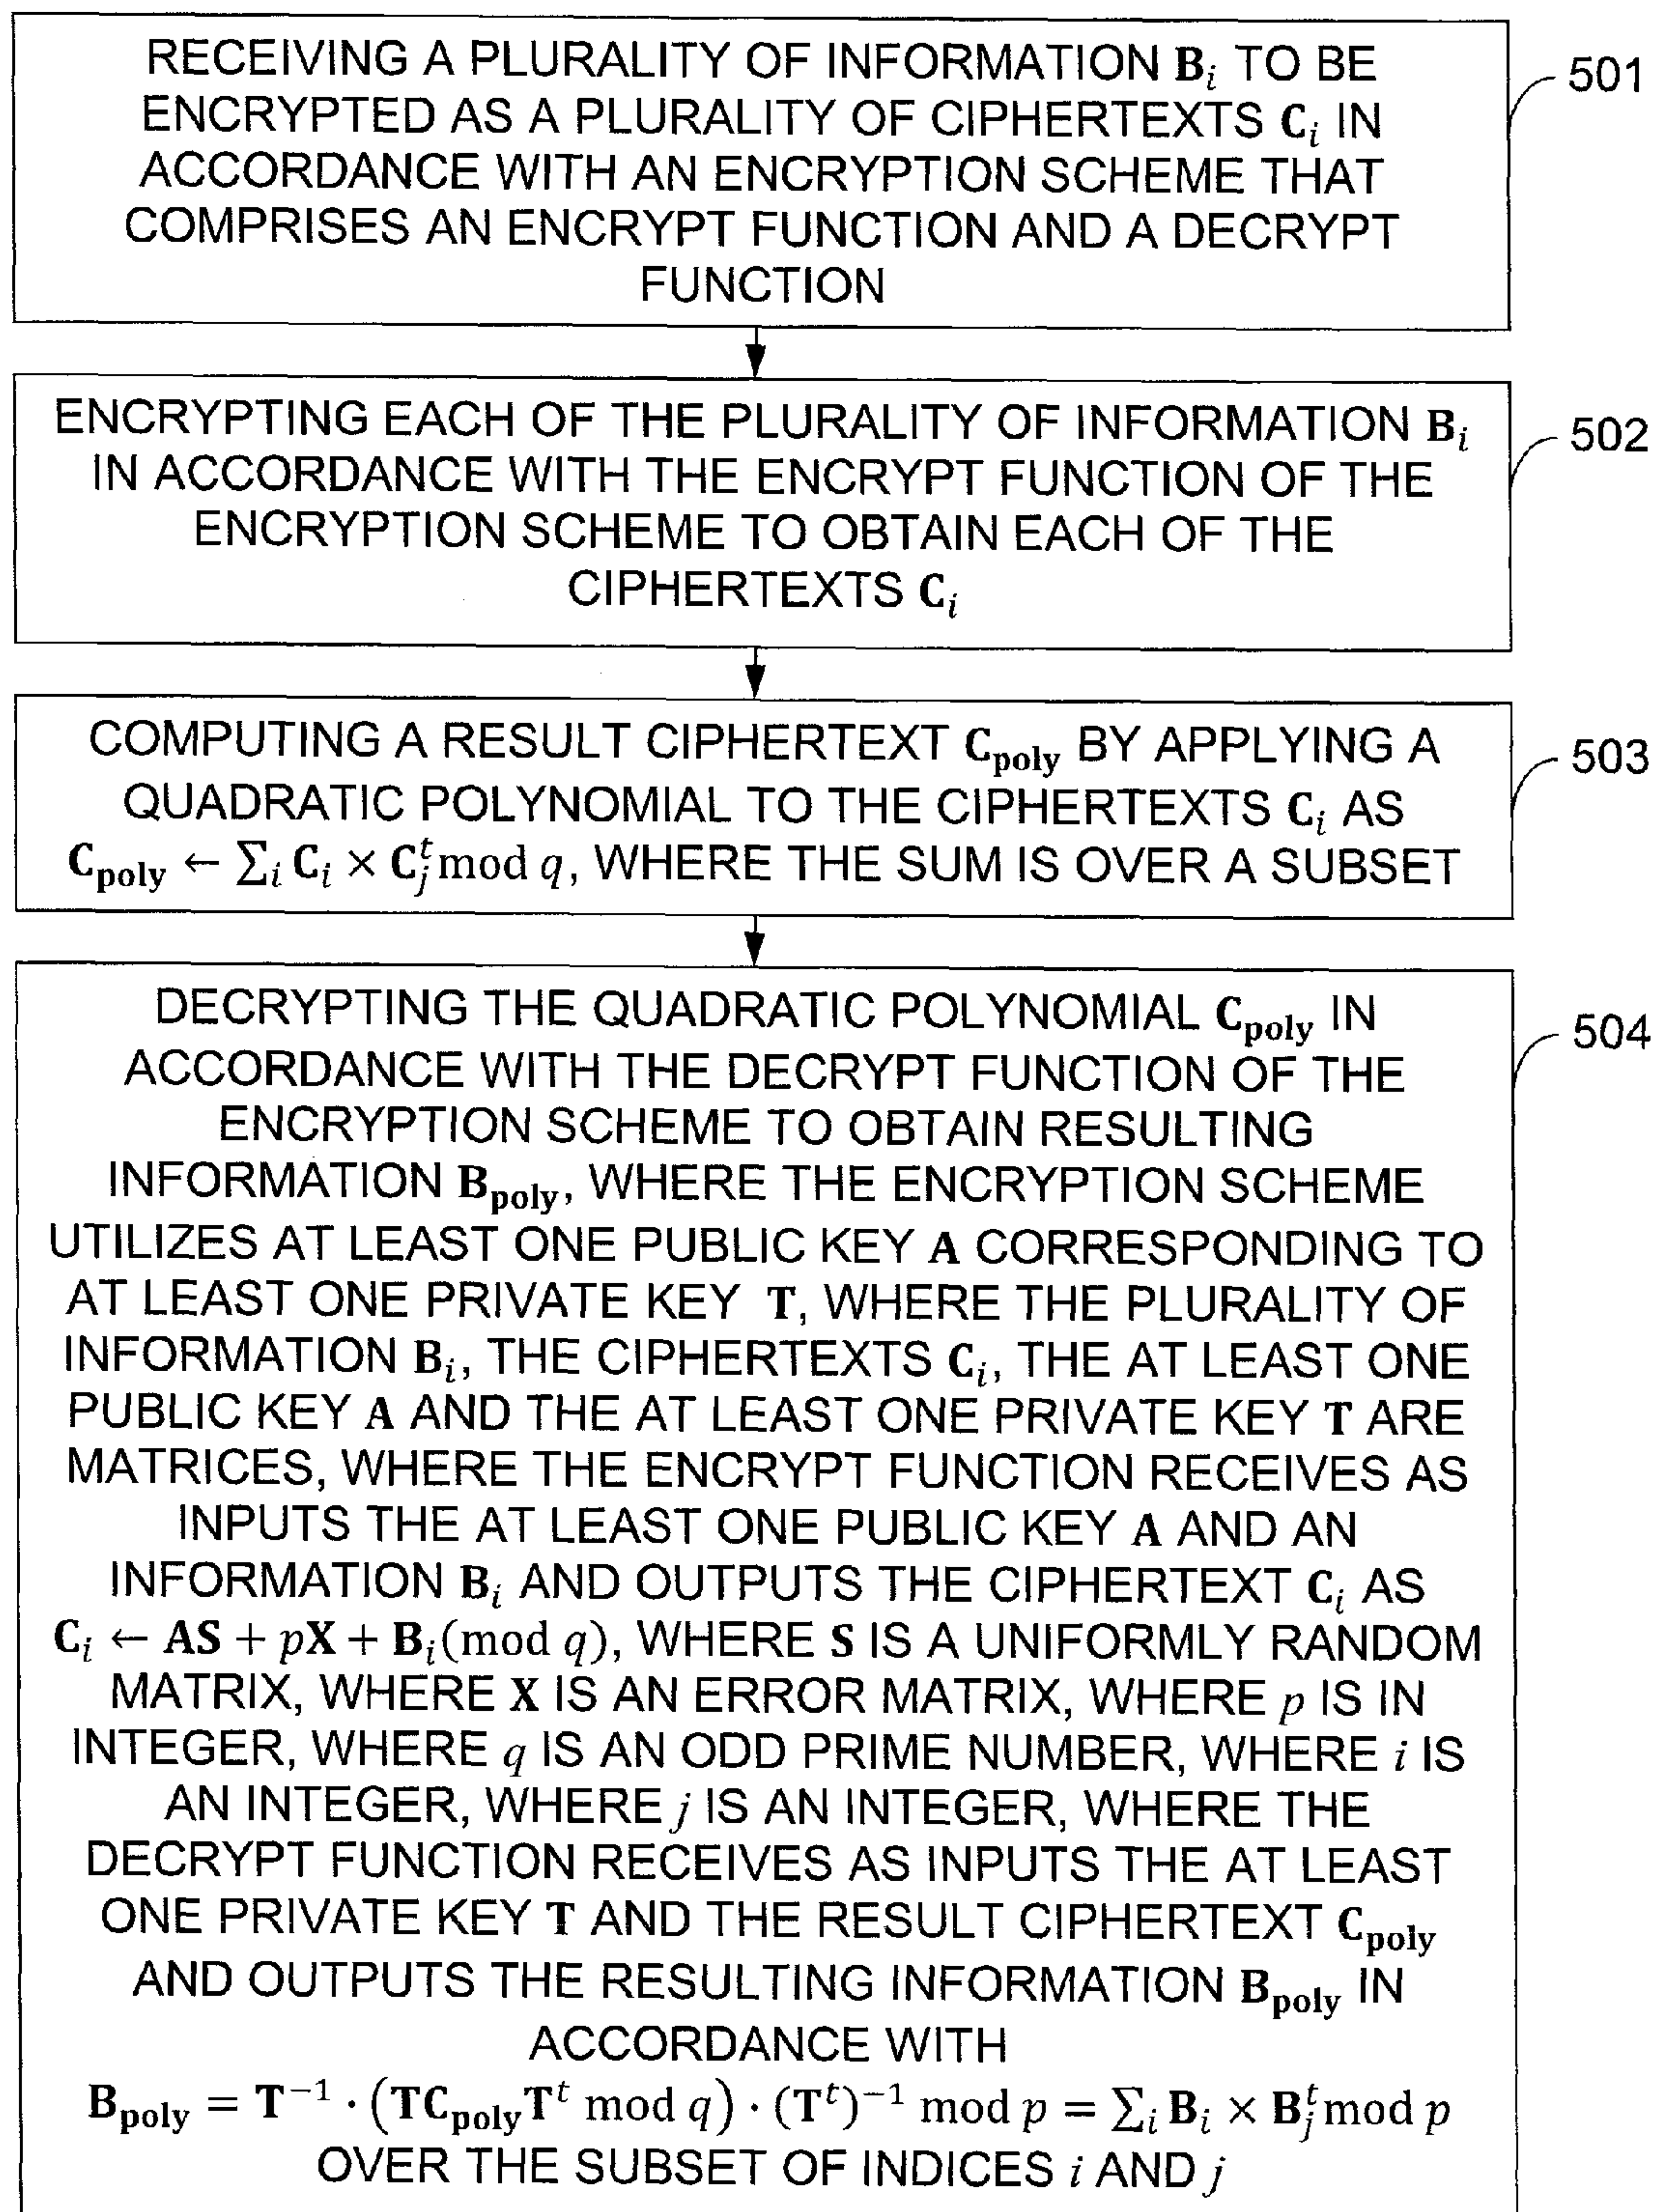 RECEIVING A PLURALITY OF INFORMATION Bᵢ TO BE
ENCRYPTED AS A PLURALITY OF CIPHERTEXTS Cᵢ IN
ACCORDANCE WITH AN ENCRYPTION SCHEME THAT
COMPRISES AN ENCRYPT FUNCTION AND A DECRYPT
FUNCTION
501
ENCRYPTING EACH OF THE PLURALITY OF INFORMATION Bᵢ
IN ACCORDANCE WITH THE ENCRYPT FUNCTION OF THE
ENCRYPTION SCHEME TO OBTAIN EACH OF THE
CIPHERTEXTS Cᵢ
502
COMPUTING A RESULT CIPHERTEXT C_poly BY APPLYING A
QUADRATIC POLYNOMIAL TO THE CIPHERTEXTS Cᵢ AS
C_poly ← ∑ᵢ Cᵢ × C_j^t mod q, WHERE THE SUM IS OVER A SUBSET
503
DECRYPTING THE QUADRATIC POLYNOMIAL C_poly IN
ACCORDANCE WITH THE DECRYPT FUNCTION OF THE
ENCRYPTION SCHEME TO OBTAIN RESULTING
INFORMATION B_poly, WHERE THE ENCRYPTION SCHEME
UTILIZES AT LEAST ONE PUBLIC KEY A CORRESPONDING TO
AT LEAST ONE PRIVATE KEY T, WHERE THE PLURALITY OF
INFORMATION Bᵢ, THE CIPHERTEXTS Cᵢ, THE AT LEAST ONE
PUBLIC KEY A AND THE AT LEAST ONE PRIVATE KEY T ARE
MATRICES, WHERE THE ENCRYPT FUNCTION RECEIVES AS
INPUTS THE AT LEAST ONE PUBLIC KEY A AND AN
INFORMATION Bᵢ AND OUTPUTS THE CIPHERTEXT Cᵢ AS
Cᵢ ← AS + pX + Bᵢ(mod q), WHERE S IS A UNIFORMLY RANDOM
MATRIX, WHERE X IS AN ERROR MATRIX, WHERE p IS IN
INTEGER, WHERE q IS AN ODD PRIME NUMBER, WHERE i IS
AN INTEGER, WHERE j IS AN INTEGER, WHERE THE
DECRYPT FUNCTION RECEIVES AS INPUTS THE AT LEAST
ONE PRIVATE KEY T AND THE RESULT CIPHERTEXT C_poly
AND OUTPUTS THE RESULTING INFORMATION B_poly IN
ACCORDANCE WITH
B_poly = T⁻¹ · (TC_polyT^t mod q) · (T^t)⁻¹ mod p = ∑ᵢ Bᵢ × B_j^t mod p
OVER THE SUBSET OF INDICES i AND j
504